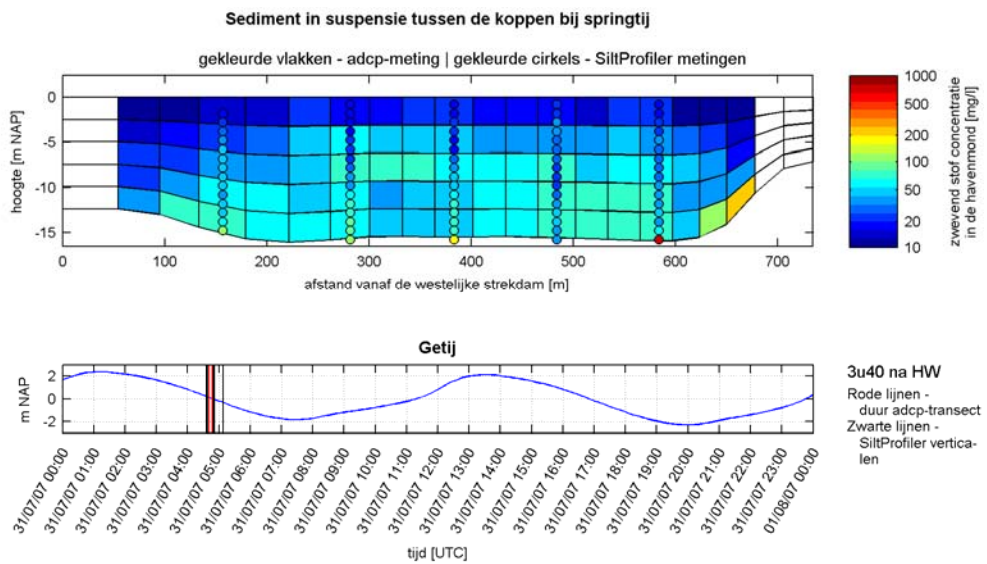 Sediment in suspensie tussen de koppen bij springtij
gekleurde vlakken - adcp-meting | gekleurde cirkels - SiltProfiler metingen
hoogte [m NAP]
0
-5
-10
-15
0 100 200 300 400 500 600 700
afstand vanaf de westelijke strekdam [m]
1000
500
200
100
50
20
10
zwevend stof concentratie
in de havenmond [mg/l]
Getij
m NAP
2
0
-2
31/07/07 00:00
31/07/07 01:00
31/07/07 02:00
31/07/07 03:00
31/07/07 04:00
31/07/07 05:00
31/07/07 06:00
31/07/07 07:00
31/07/07 08:00
31/07/07 09:00
31/07/07 10:00
31/07/07 11:00
31/07/07 12:00
31/07/07 13:00
31/07/07 14:00
31/07/07 15:00
31/07/07 16:00
31/07/07 17:00
31/07/07 18:00
31/07/07 19:00
31/07/07 20:00
31/07/07 21:00
31/07/07 22:00
31/07/07 23:00
01/08/07 00:00
tijd [UTC]
3u40 na HW
Rode lijnen -
duur adcp-transect
Zwarte lijnen -
SiltProfiler vertica-
len